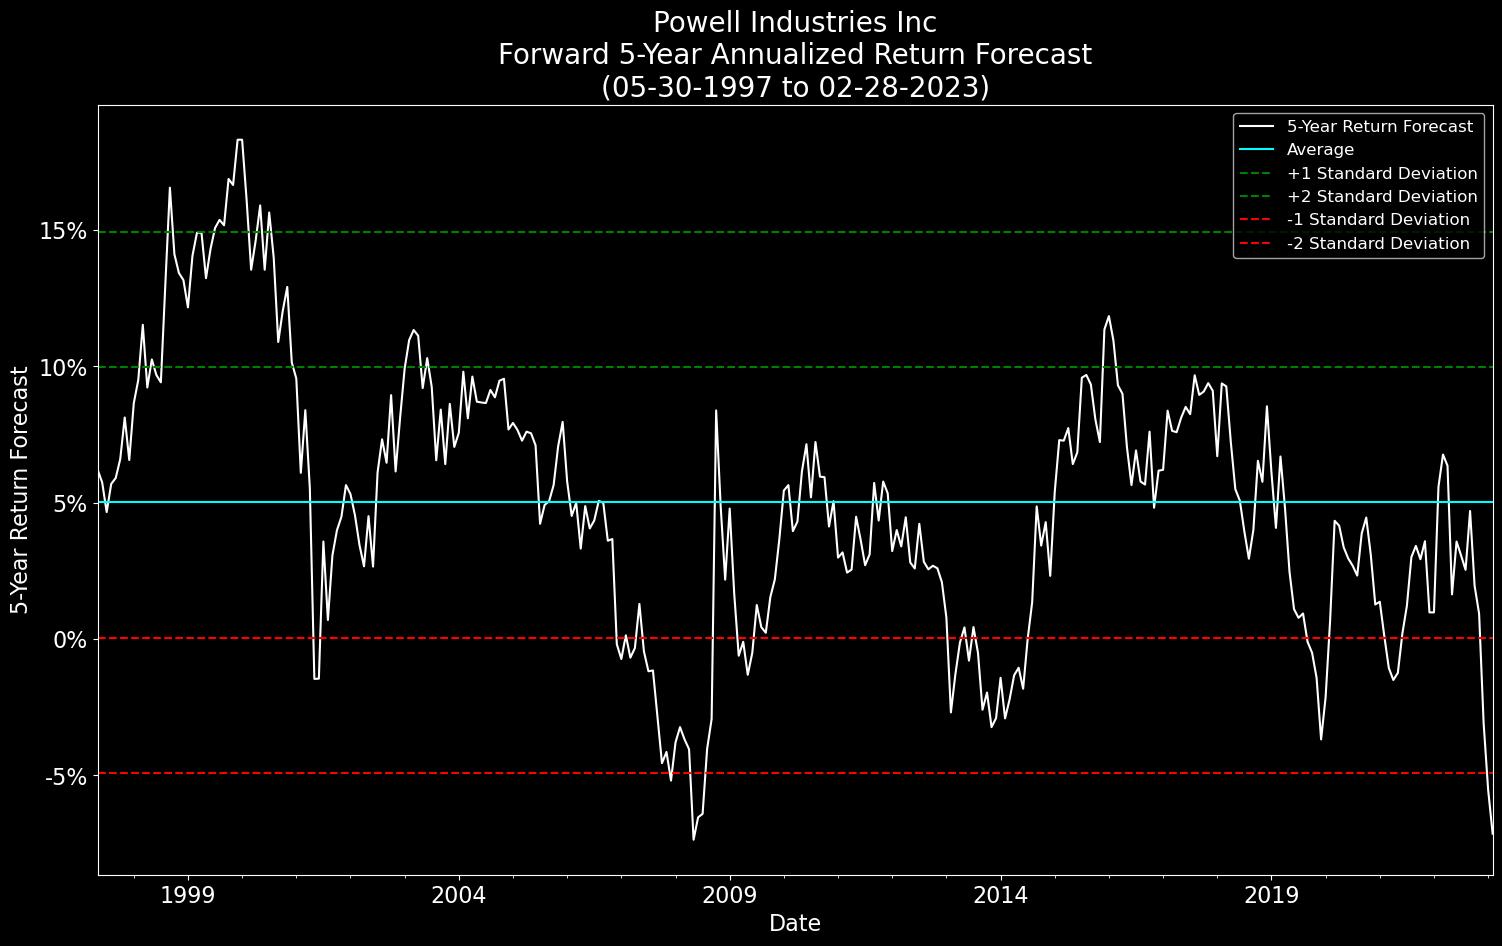 Powell Industries Inc
Forward 5-Year Annualized Return Forecast
(05-30-1997 to 02-28-2023)
5-Year Return Forecast
Average
+1 Standard Deviation
+2 Standard Deviation
-1 Standard Deviation
-2 Standard Deviation
15%
10%
5%
0%
-5%
5-Year Return Forecast
1999
2004
2009
2014
2019
Date